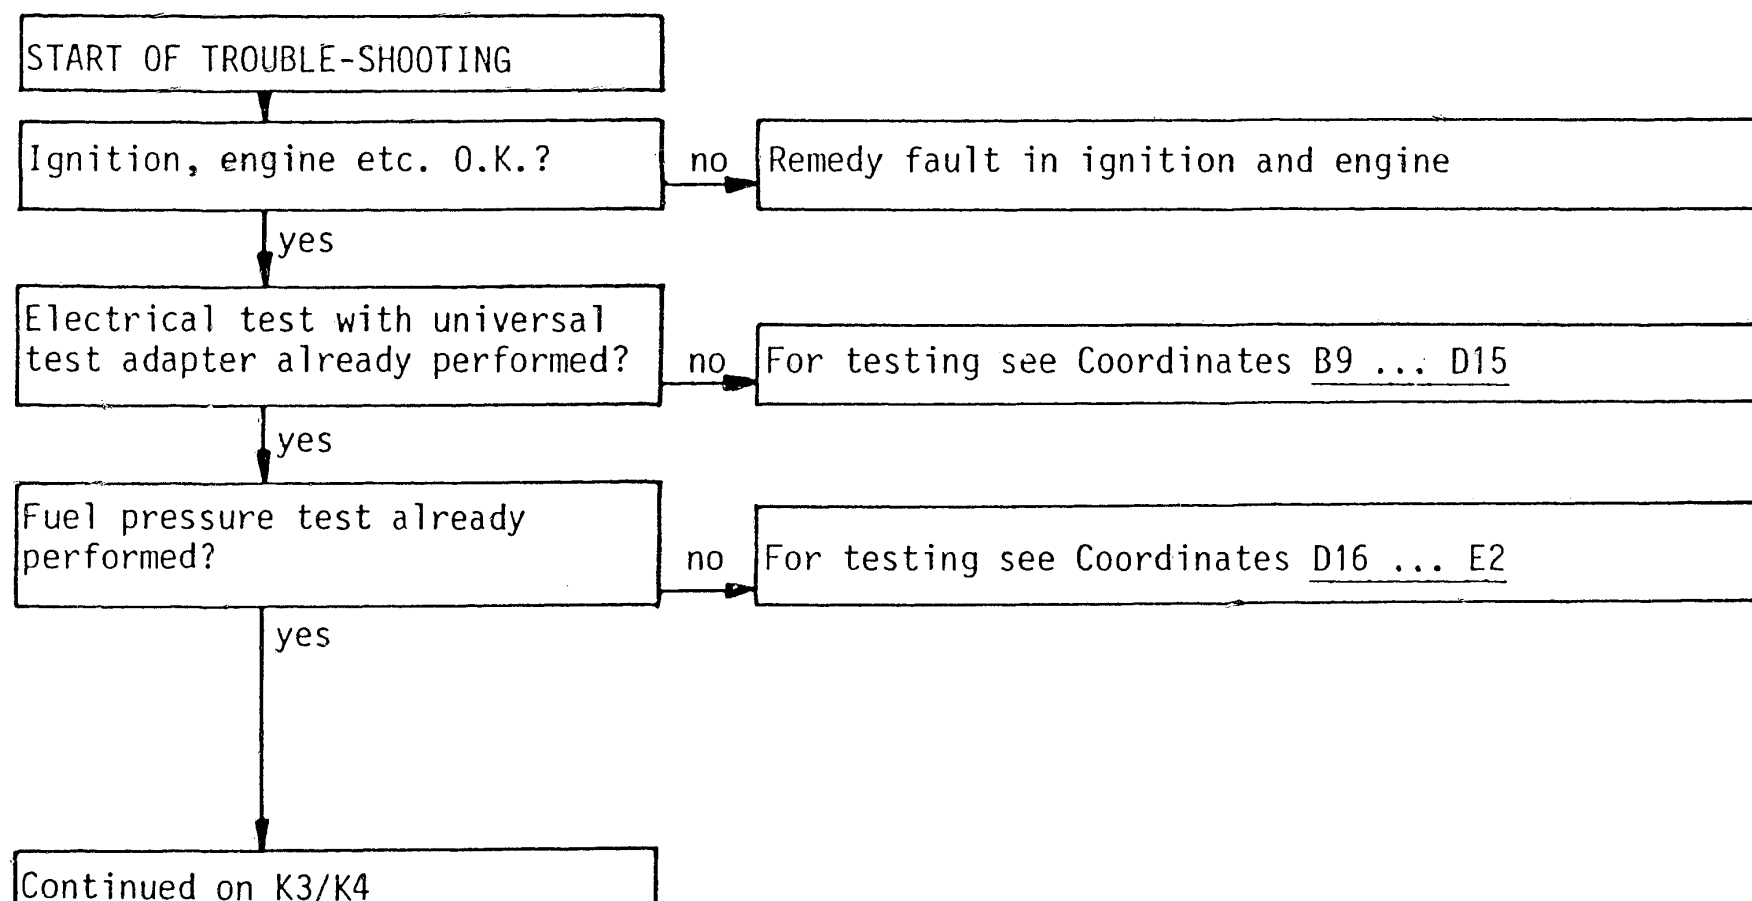 START OF TROUBLE-SHOOTING
Ignition, engine etc. O.K.?
no
Remedy fault in ignition and engine
yes
Electrical test with universal
test adapter already performed?
no
For testing see Coordinates B9 ... D15
yes
Fuel pressure test already
performed?
no
For testing see Coordinates D16 ... E2
yes
Continued on K3/K4